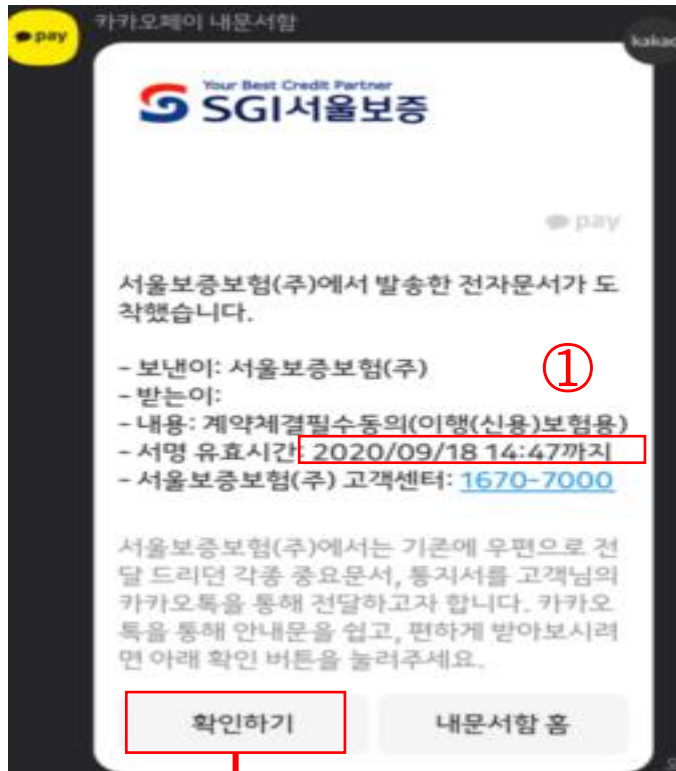 pay
카카오페이 내문서함
kakao
Your Best Credit Partner
SGI서울보증
pay
서울보증보험(주)에서 발송한 전자문서가 도
착했습니다.
①
- 보낸이: 서울보증보험(주)
- 받는이:
- 내용: 계약체결필수동의(이행(신용)보험용)
- 서명 유효시간: 2020/09/18 14:47까지
- 서울보증보험(주) 고객센터: 1670-7000
서울보증보험(주)에서는 기존에 우편으로 전
달 드리던 각종 중요문서, 통지서를 고객님의
카카오톡을 통해 전달하고자 합니다. 카카오
톡을 통해 안내문을 쉽고, 편하게 받아보시려
면 아래 확인 버튼을 눌러주세요.
확인하기
내문서함 홈